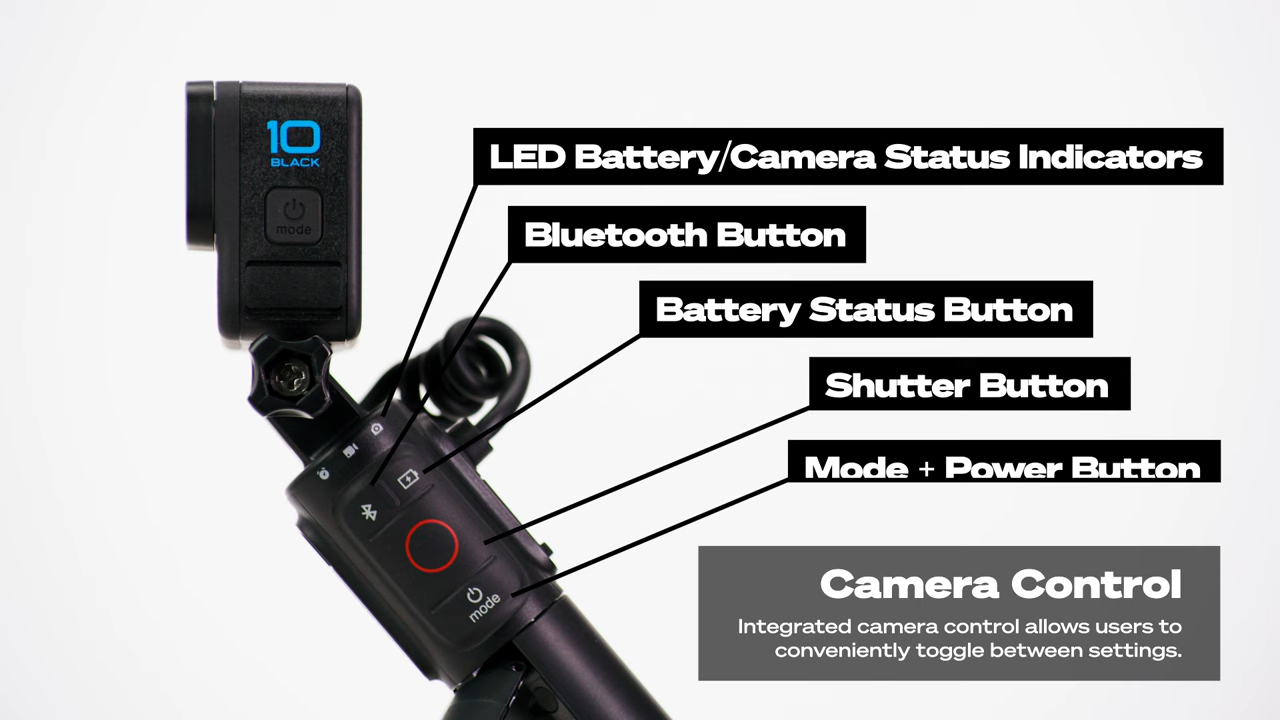 10
BLACK
mode
LED Battery/Camera Status Indicators
Bluetooth Button
Battery Status Button
Shutter Button
Mode + Power Button
mode
Camera Control
Integrated camera control allows users to
conveniently toggle between settings.